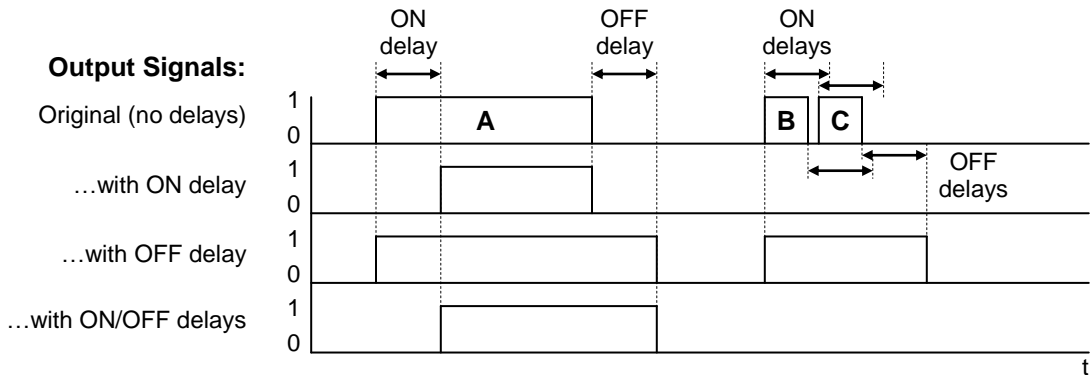 ON
delay
OFF
delay
ON
delays
Output Signals:
Original (no delays)
1
0
A
B
C
…with ON delay
1
0
OFF
delays
…with OFF delay
1
0
…with ON/OFF delays
1
0
t